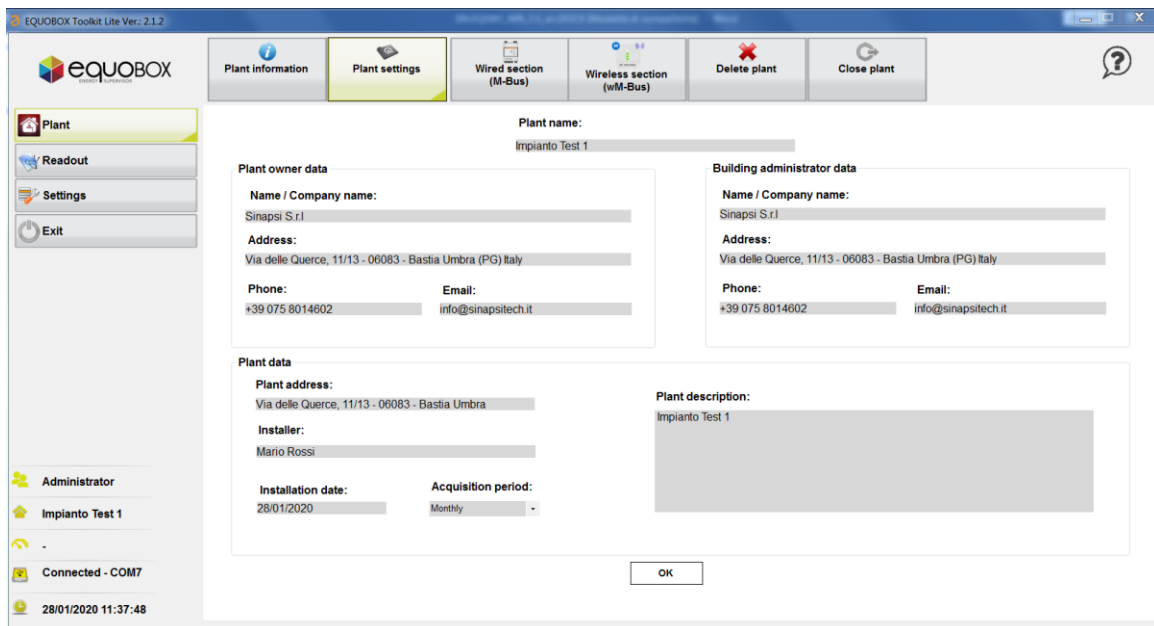 EQUOBOX Toolkit Lite Ver.: 2.1.2
X
equobox
ENERGY SUPERVISOR
Plant information
Plant settings
Wired section
(M-Bus)
Wireless section
(wM-Bus)
Delete plant
Close plant
?
Plant
Readout
Settings
Exit
Plant name:
Impianto Test 1
Plant owner data
Name / Company name:
Sinapsi S.r.l
Address:
Via delle Querce, 11/13 - 06083 - Bastia Umbra (PG) Italy
Phone: Email:
+39 075 8014602 info@sinapsitech.it
Building administrator data
Name / Company name:
Sinapsi S.r.l
Address:
Via delle Querce, 11/13 - 06083 - Bastia Umbra (PG) Italy
Phone: Email:
+39 075 8014602 info@sinapsitech.it
Plant data
Plant address:
Via delle Querce, 11/13 - 06083 - Bastia Umbra
Installer:
Mario Rossi
Installation date: Acquisition period:
28/01/2020 Monthly
Plant description:
Impianto Test 1
OK
Administrator
Impianto Test 1
-
Connected - COM7
28/01/2020 11:37:48